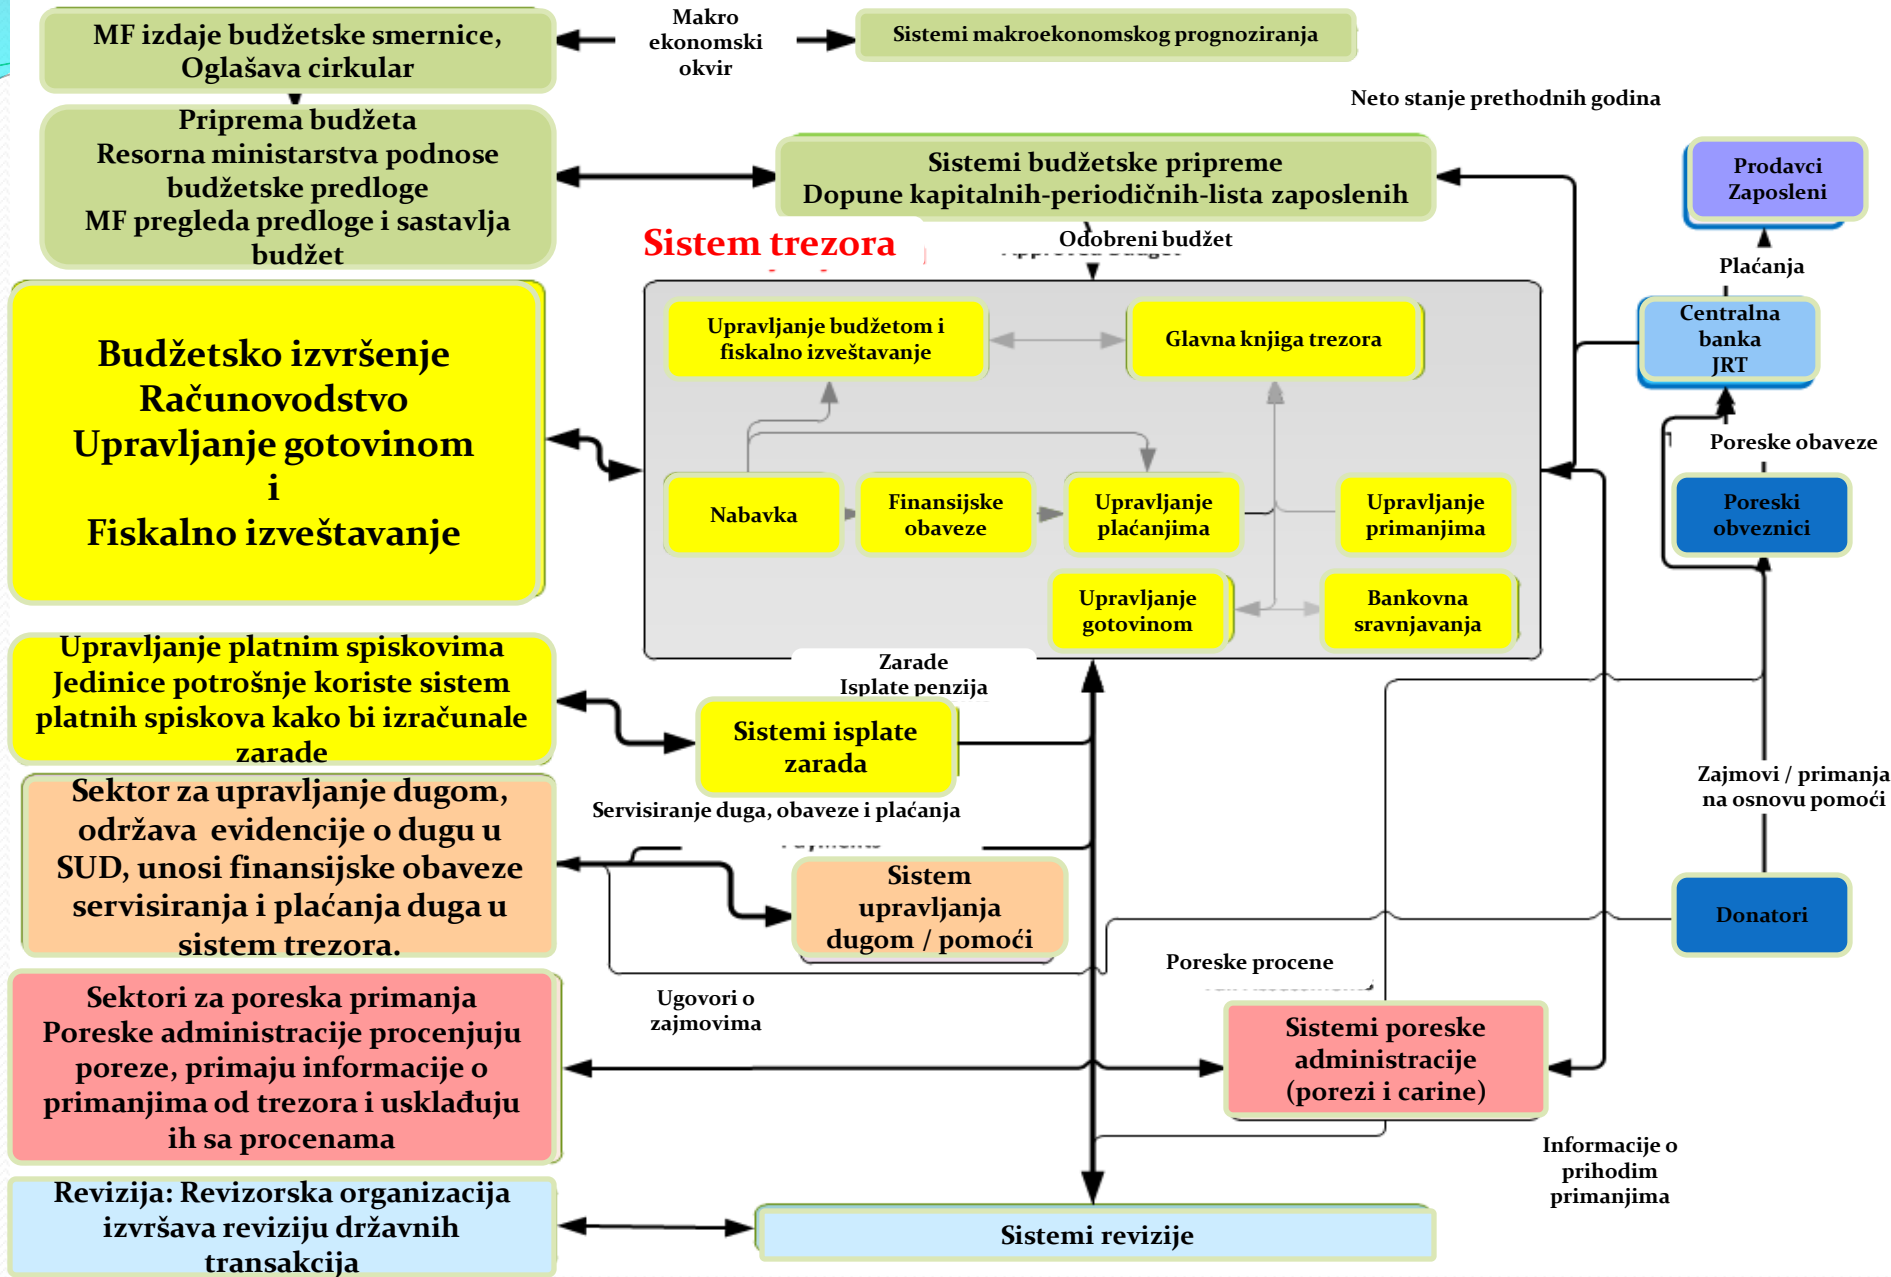 MF izdaje budžetske smernice,
Oglašava cirkular
Makro
ekonomski
okvir
Sistemi makroekonomskog prognoziranja
Neto stanje prethodnih godina
Priprema budžeta
Resorna ministarstva podnose
budžetske predloge
MF pregleda predloge i sastavlja
budžet
Sistemi budžetske pripreme
Dopune kapitalnih-periodičnih-lista zaposlenih
Prodavci
Zaposleni
Sistem trezora
Odobreni budžet
Plaćanja
Budžetsko izvršenje
Računovodstvo
Upravljanje gotovinom
i
Fiskalno izveštavanje
Upravljanje budžetom i
fiskalno izveštavanje
Glavna knjiga trezora
Centralna
banka
JRT
Poreske obaveze
Nabavka
Finansijske
obaveze
Upravljanje
plaćanjima
Upravljanje
primanjima
Poreski
obveznici
Upravljanje
gotovinom
Bankovna
sravnjavanja
Upravljanje platnim spiskovima
Jedinice potrošnje koriste sistem
platnih spiskova kako bi izračunale
zarade
Zarade
Isplate penzija
Sistemi isplate
zarada
Zajmovi / primanja
na osnovu pomoći
Sektor za upravljanje dugom,
održava evidencije o dugu u
SUD, unosi finansijske obaveze
servisiranja i plaćanja duga u
sistem trezora.
Servisiranje duga, obaveze i plaćanja
Sistem
upravljanja
dugom / pomoći
Donatori
Poreske procene
Ugovori o
zajmovima
Sektori za poreska primanja
Poreske administracije procenjuju
poreze, primaju informacije o
primanjima od trezora i usklađuju
ih sa procenama
Sistemi poreske
administracije
(porezi i carine)
Informacije o
prihodim
primanjima
Revizija: Revizorska organizacija
izvršava reviziju državnih
transakcija
Sistemi revizije